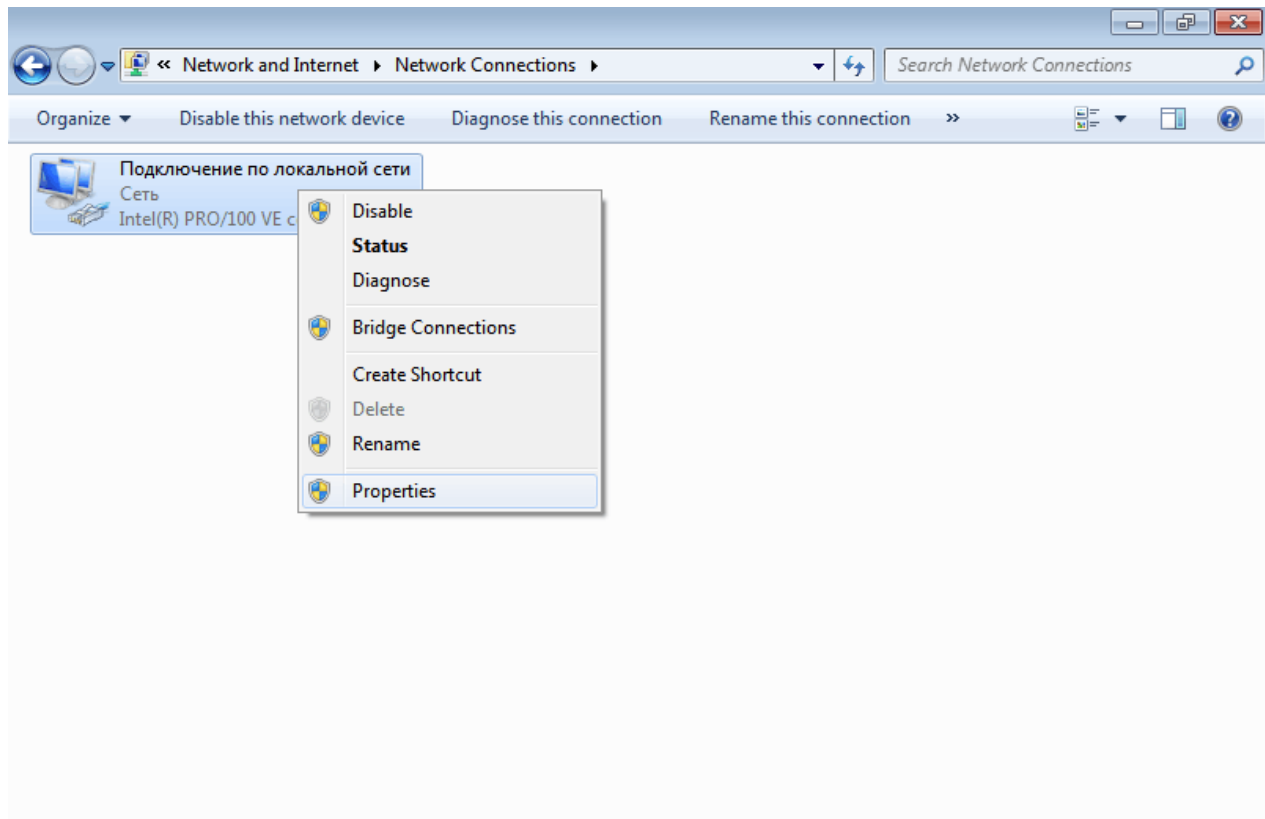 « Network and Internet Network Connections Search Network Connections
Organize Disable this network device Diagnose this connection Rename this connection »
Подключение по локальной сети
Сеть
Intel(R) PRO/100 VE
Disable
Status
Diagnose
Bridge Connections
Create Shortcut
Delete
Rename
Properties